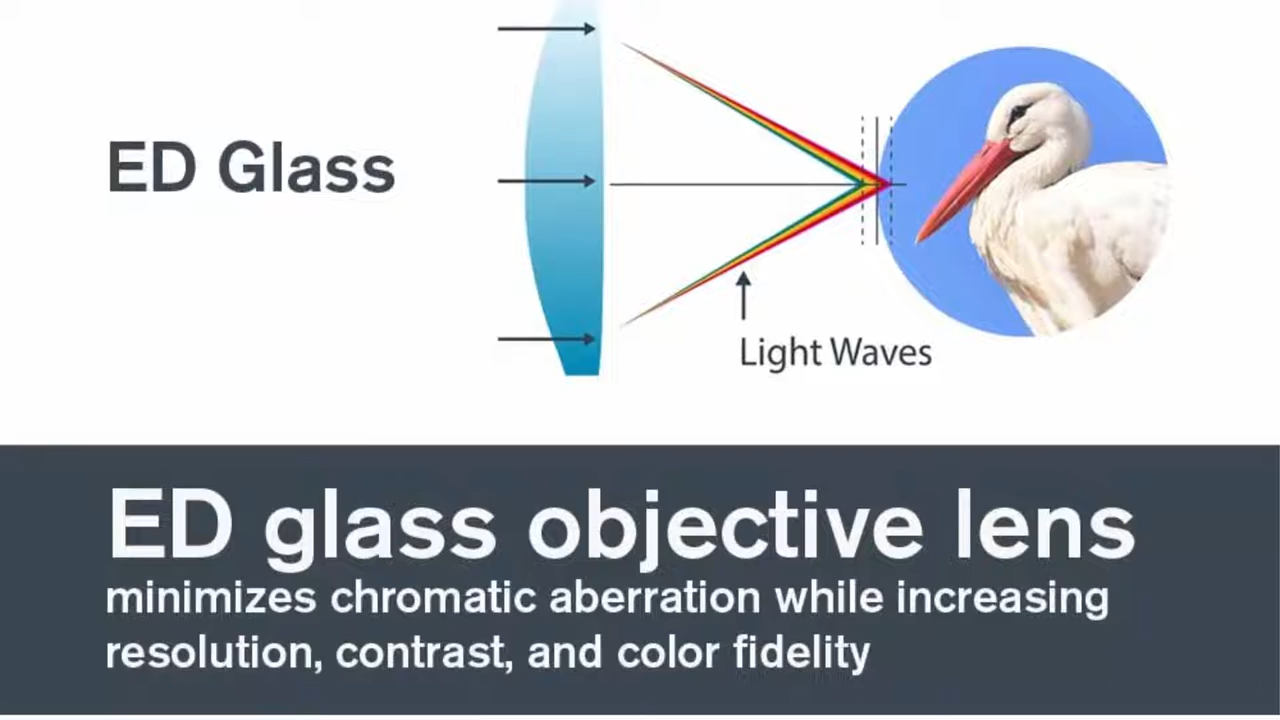 ED Glass
Light Waves
ED glass objective lens
minimizes chromatic aberration while increasing
resolution, contrast, and color fidelity